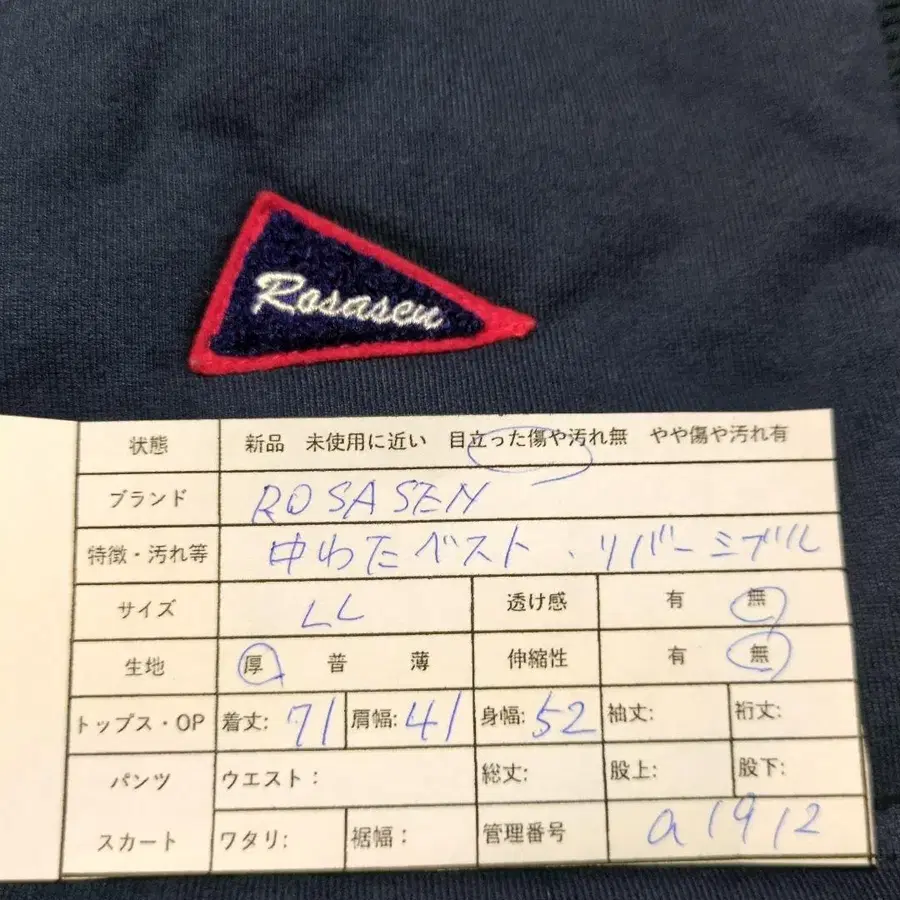 Rosasen
状態 新品 未使用に近い 目立った傷や汚れ無 やや傷や汚れ有
ブランド ROSASEN
特徴・汚れ等 中わたベスト、リバーシブル
サイズ LL 透け感 有 無
生地 厚 普 薄 伸縮性 有 無
トップス・OP 着丈: 71 肩幅: 41 身幅: 52 袖丈: 裄丈:
パンツ ウエスト: 総丈: 股上: 股下:
スカート ワタリ: 裾幅: 管理番号 a1912